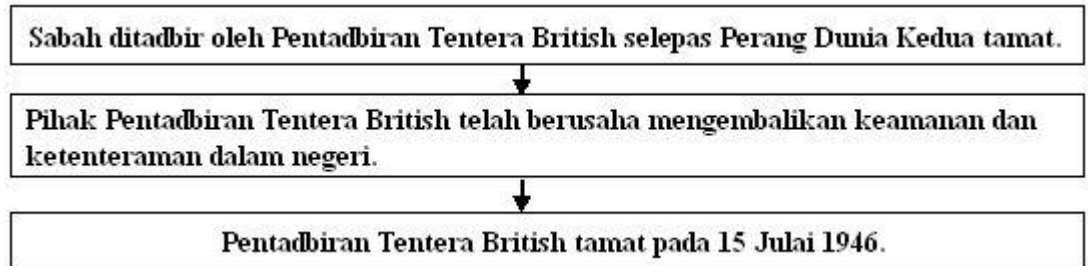 Sabah ditadbir oleh Pentadbiran Tentera British selepas Perang Dunia Kedua tamat.
Pihak Pentadbiran Tentera British telah berusaha mengembalikan keamanan dan
ketenteraman dalam negeri.
Pentadbiran Tentera British tamat pada 15 Julai 1946.